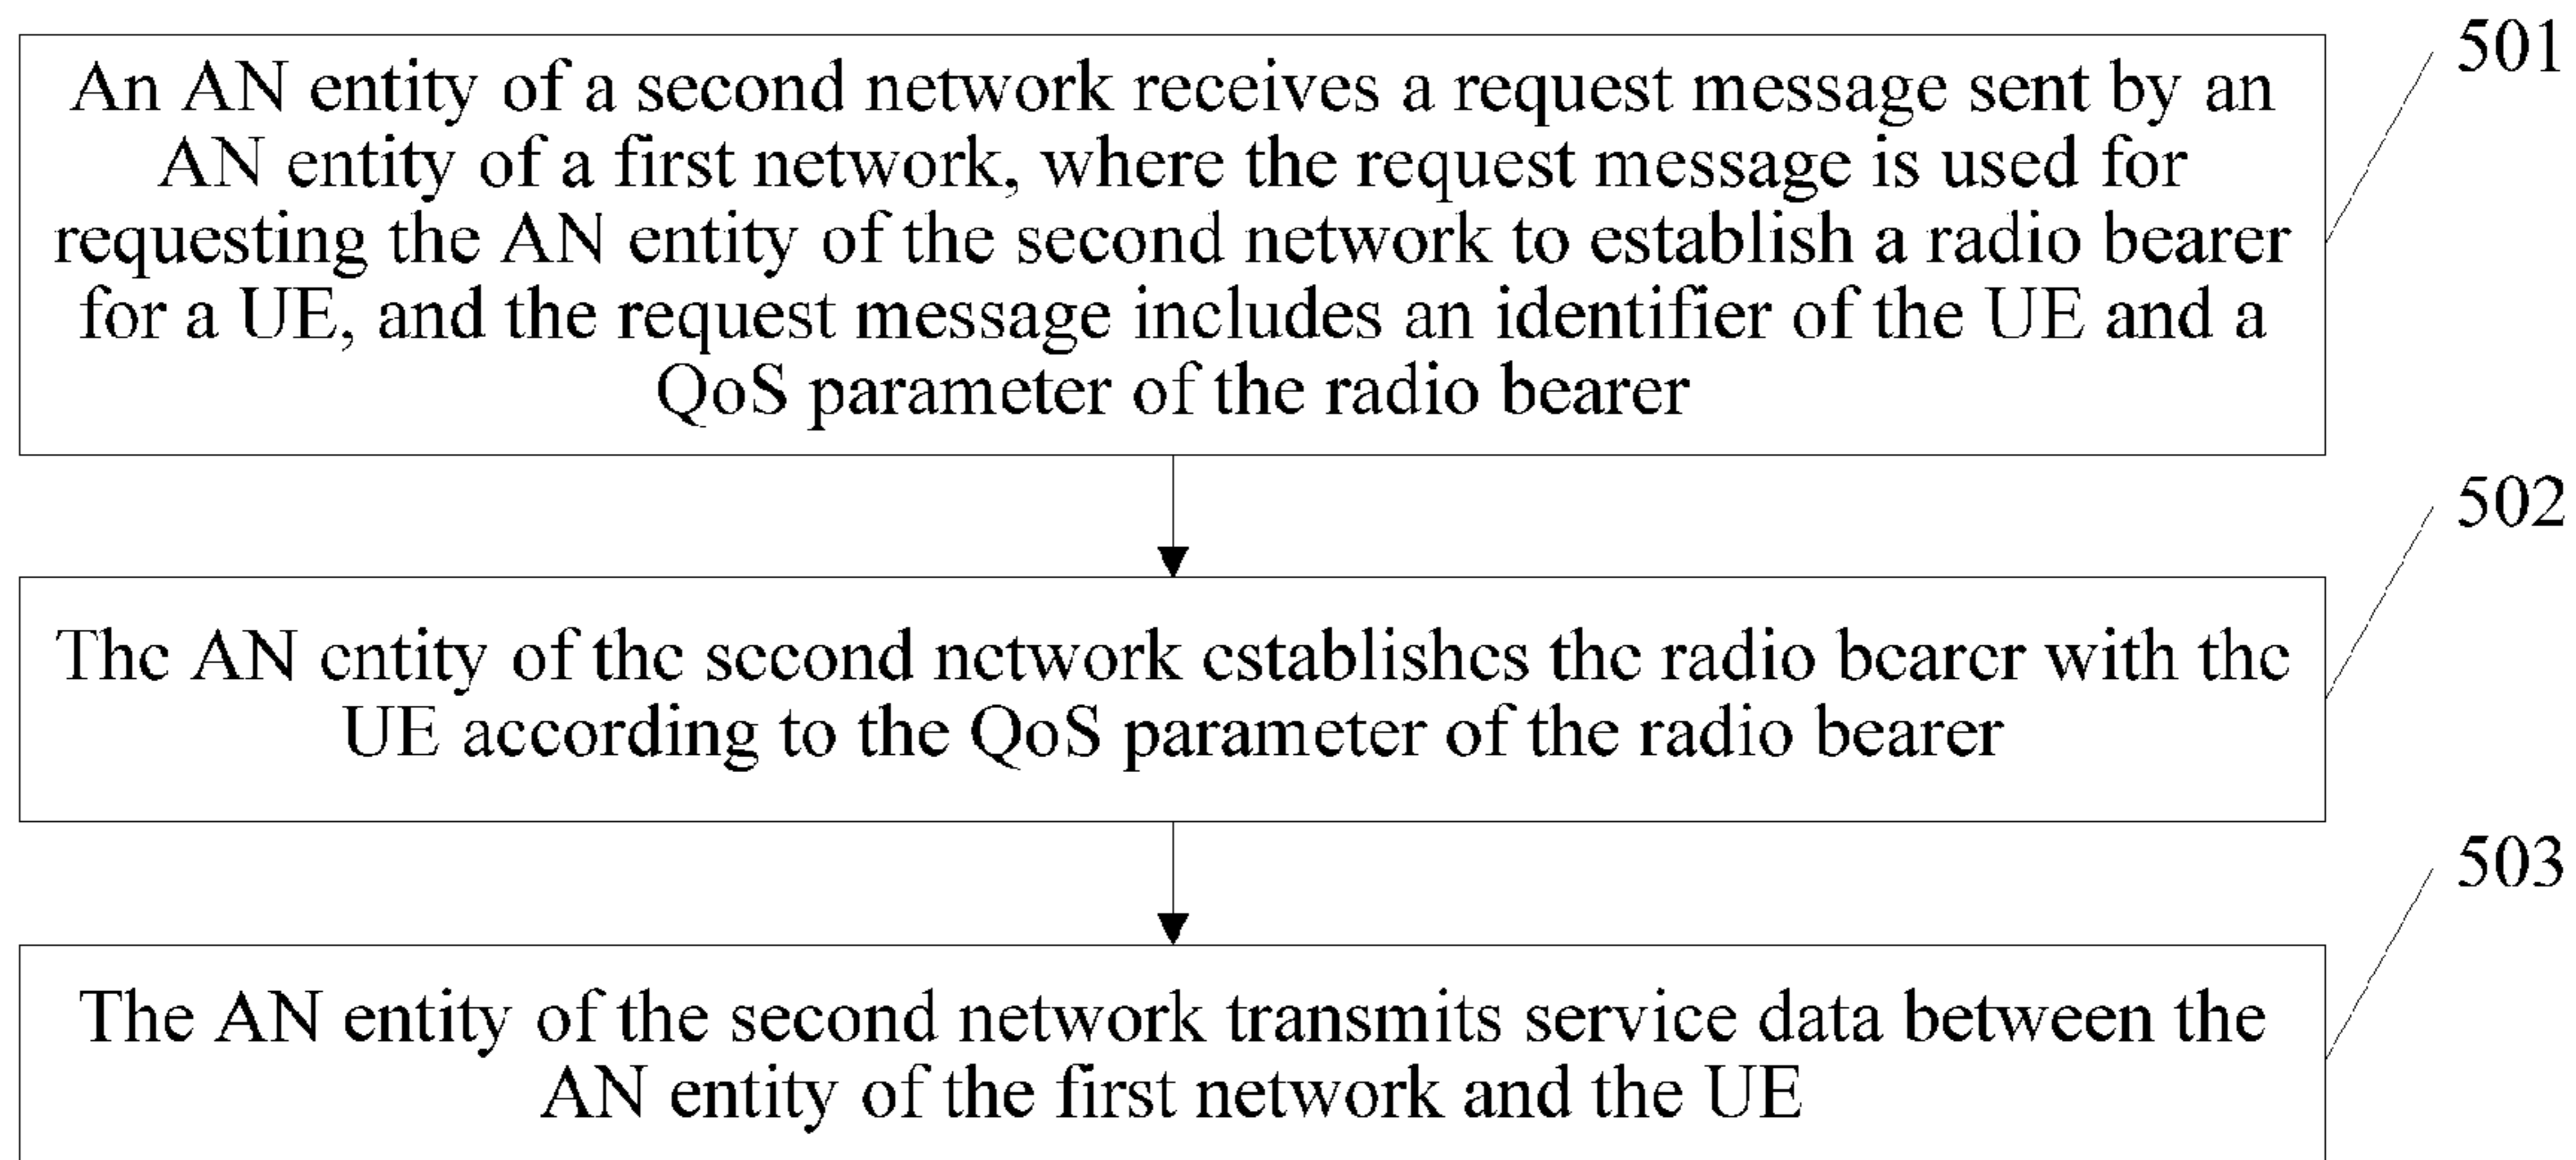 501
An AN entity of a second network receives a request message sent by an
AN entity of a first network, where the request message is used for
requesting the AN entity of the second network to establish a radio bearer
for a UE, and the request message includes an identifier of the UE and a
QoS parameter of the radio bearer
502
The AN entity of the second network establishes the radio bearer with the
UE according to the QoS parameter of the radio bearer
503
The AN entity of the second network transmits service data between the
AN entity of the first network and the UE